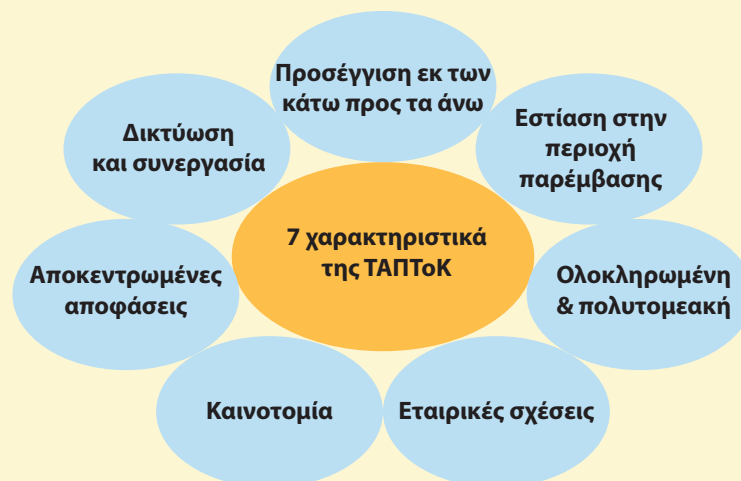 Προσέγγιση εκ των
κάτω προς τα άνω
Εστίαση στην
περιοχή
παρέμβασης
Ολοκληρωμένη
& πολυτομεακή
Εταιρικές σχέσεις
Καινοτομία
Αποκεντρωμένες
αποφάσεις
Δικτύωση
και συνεργασία
7 χαρακτηριστικά
της ΤΑΠΤοΚ